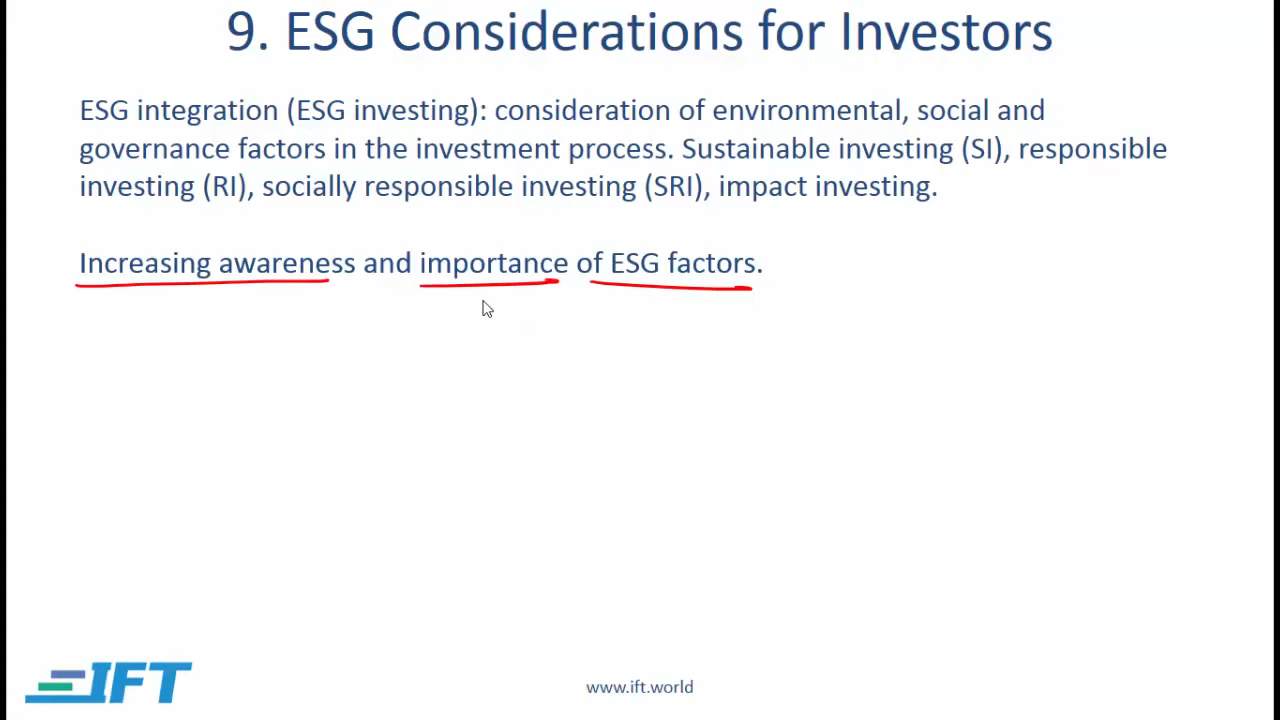 9. ESG Considerations for Investors
ESG integration (ESG investing): consideration of environmental, social and
governance factors in the investment process. Sustainable investing (SI), responsible
investing (RI), socially responsible investing (SRI), impact investing.
Increasing awareness and importance of ESG factors.
IFT
www.ift.world